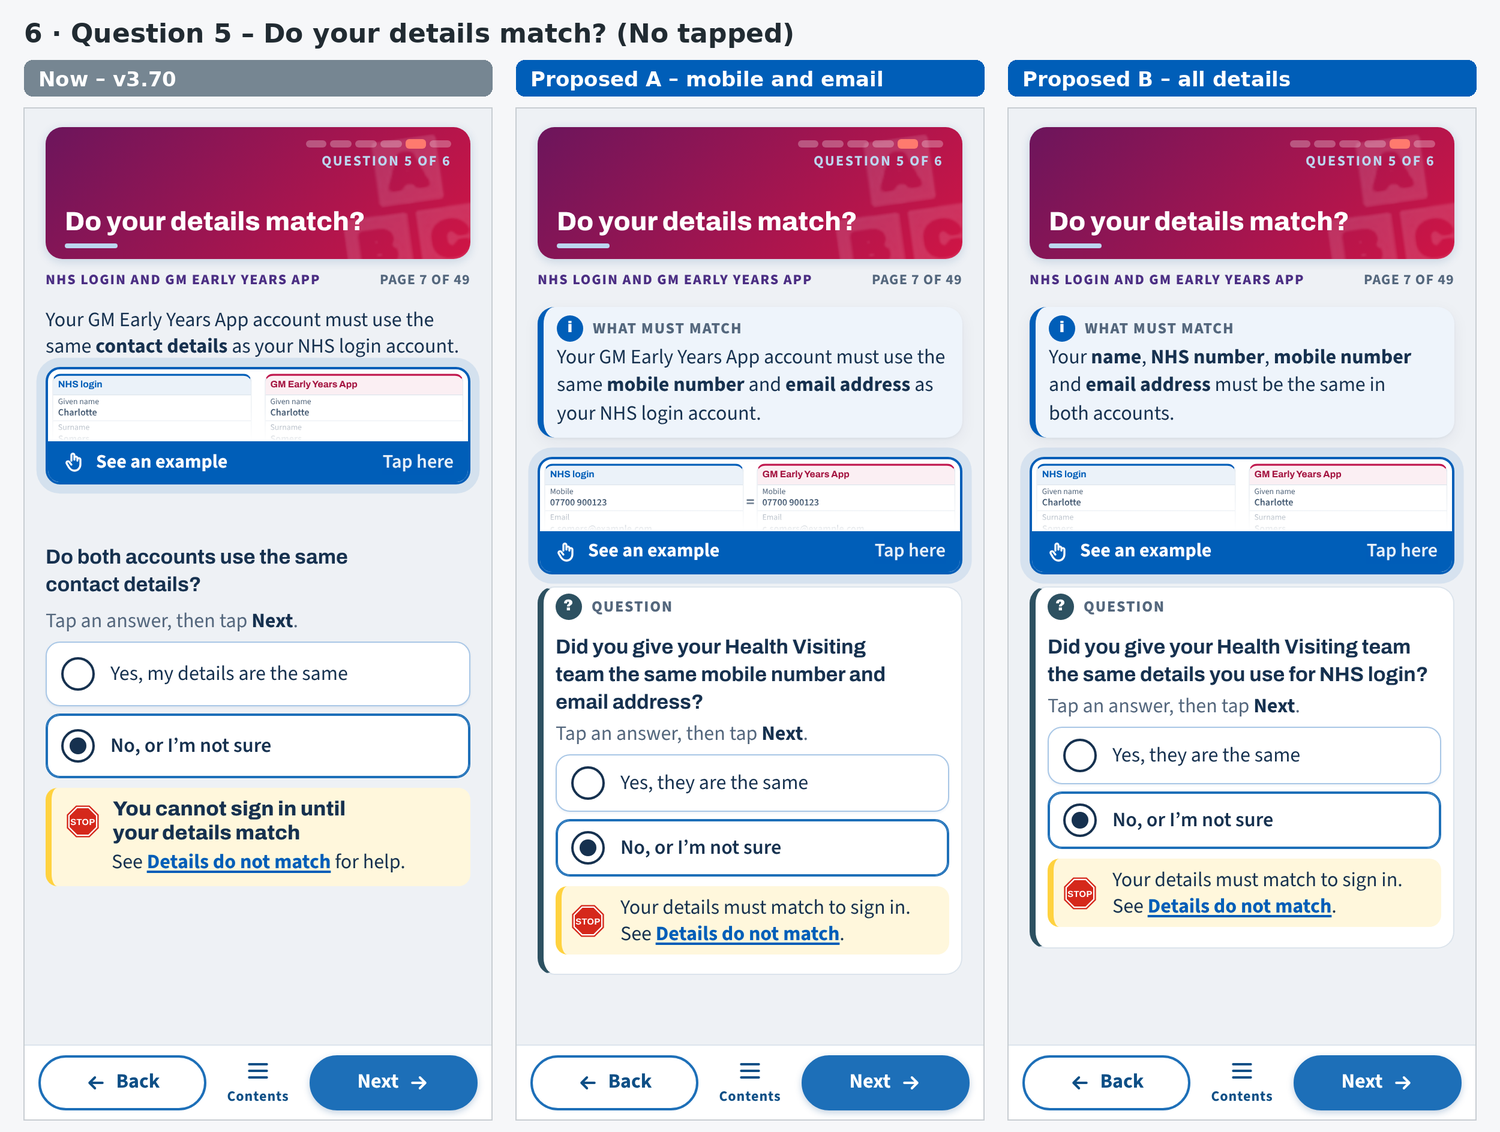 6 · Question 5 – Do your details match? (No tapped)
Now – v3.70
QUESTION 5 OF 6
Do your details match?
NHS LOGIN AND GM EARLY YEARS APP
PAGE 7 OF 49
Your GM Early Years App account must use the
same contact details as your NHS login account.
NHS login
GM Early Years App
Given name
Given name
Charlotte
Charlotte
Surname
Surname
See an example
Tap here
Do both accounts use the same
contact details?
Tap an answer, then tap Next.
Yes, my details are the same
No, or I’m not sure
STOP
You cannot sign in until
your details match
See Details do not match for help.
← Back
Contents
Next →
Proposed A – mobile and email
QUESTION 5 OF 6
Do your details match?
NHS LOGIN AND GM EARLY YEARS APP
PAGE 7 OF 49
i WHAT MUST MATCH
Your GM Early Years App account must use the
same mobile number and email address as
your NHS login account.
NHS login
GM Early Years App
Mobile
Mobile
07700 900123
=
07700 900123
Email
Email
See an example
Tap here
? QUESTION
Did you give your Health Visiting
team the same mobile number and
email address?
Tap an answer, then tap Next.
Yes, they are the same
No, or I’m not sure
STOP
Your details must match to sign in.
See Details do not match.
← Back
Contents
Next →
Proposed B – all details
QUESTION 5 OF 6
Do your details match?
NHS LOGIN AND GM EARLY YEARS APP
PAGE 7 OF 49
i WHAT MUST MATCH
Your name, NHS number, mobile number
and email address must be the same in
both accounts.
NHS login
GM Early Years App
Given name
Given name
Charlotte
Charlotte
Surname
Surname
See an example
Tap here
? QUESTION
Did you give your Health Visiting team
the same details you use for NHS login?
Tap an answer, then tap Next.
Yes, they are the same
No, or I’m not sure
STOP
Your details must match to sign in.
See Details do not match.
← Back
Contents
Next →